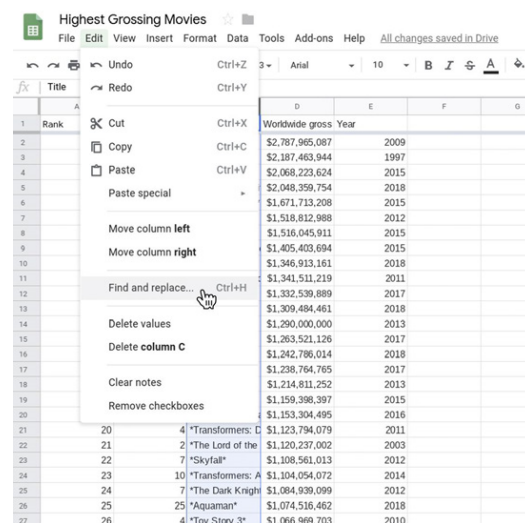 Highest Grossing Movies
File Edit View Insert Format Data Tools Add-ons Help All changes saved in Drive
Undo Ctrl+Z
Redo Ctrl+Y
Cut Ctrl+X
Copy Ctrl+C
Paste Ctrl+V
Paste special
Move column left
Move column right
Find and replace... Ctrl+H
Delete values
Delete column C
Clear notes
Remove checkboxes
Arial 10 B I S A
fx Title
A D E F G
1 Rank Worldwide gross Year
2 $2,787,965,087 2009
3 $2,187,463,944 1997
4 $2,068,223,624 2015
5 $2,048,359,754 2018
6 $1,671,713,208 2015
7 $1,518,812,988 2012
8 $1,516,045,911 2015
9 $1,405,403,694 2015
10 $1,346,913,161 2018
11 $1,341,511,219 2011
12 $1,332,539,889 2017
13 $1,309,484,461 2018
14 $1,290,000,000 2013
15 $1,263,521,126 2017
16 $1,242,786,014 2018
17 $1,238,764,765 2017
18 $1,214,811,252 2013
19 $1,159,398,397 2015
20 $1,153,304,495 2016
21 20 4 *Transformers: D $1,123,794,079 2011
22 21 2 *The Lord of the $1,120,237,002 2003
23 22 7 *Skyfall* $1,108,561,013 2012
24 23 10 *Transformers: A $1,104,054,072 2014
25 24 7 *The Dark Knight $1,084,939,099 2012
26 25 25 *Aquaman* $1,074,516,462 2018
27 26 4 *Toy Story 3* $1,066,969,703 2010